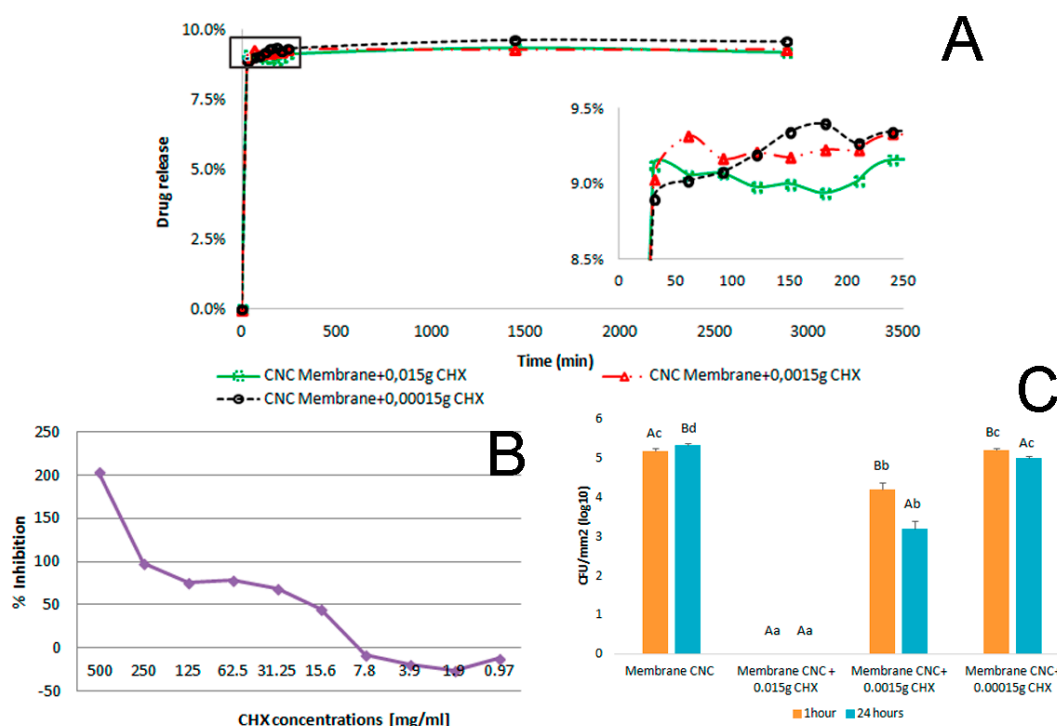 A
10.0%
7.5%
5.0%
2.5%
0.0%
Drug release
0 500 1000 1500 2000 2500 3000 3500
Time (min)
9.5%
9.0%
8.5%
0 50 100 150 200 250
CNC Membrane+0,015g CHX
CNC Membrane+0,0015g CHX
CNC Membrane+0,00015g CHX
B
250
200
150
100
50
0
-50
% Inhibition
500 250 125 62.5 31.25 15.6 7.8 3.9 1.9 0.97
CHX concentrations [mg/ml]
C
6
5
4
3
2
1
0
CFU/mm2 (log10)
Ac Bd
Aa Aa
Bb Ab
Bc Ac
Membrane CNC
Membrane CNC +
0.015g CHX
Membrane CNC+
0.0015g CHX
Membrane CNC+
0.00015g CHX
1hour 24 hours